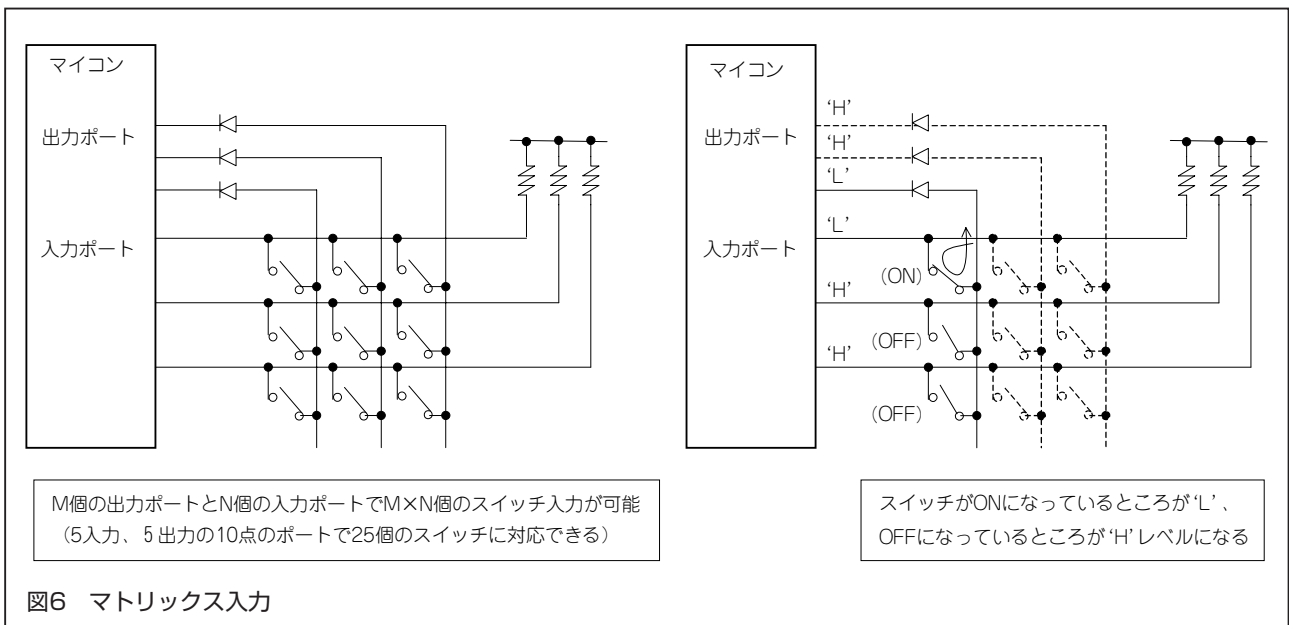 マイコン
出力ポート
入力ポート
M個の出力ポートとN個の入力ポートでM×N個のスイッチ入力が可能
（5入力、5出力の10点のポートで25個のスイッチに対応できる）
マイコン
出力ポート
入力ポート
‘H’
‘H’
‘L’
‘L’
(ON)
‘H’
(OFF)
‘H’
(OFF)
スイッチがONになっているところが‘L’、
OFFになっているところが‘H’レベルになる
図6　マトリックス入力